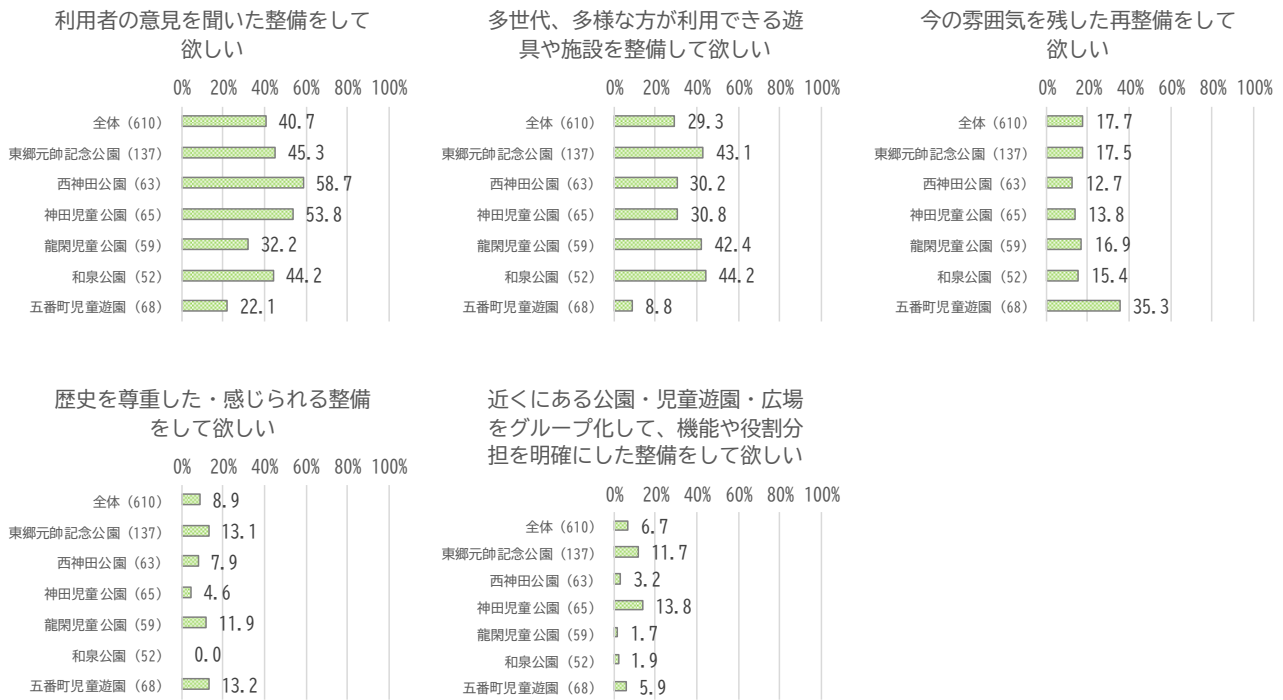 利用者の意見を聞いた整備をして
欲しい
0% 20% 40% 60% 80% 100%
全体（610） 40.7
東郷元帥記念公園（137） 45.3
西神田公園（63） 58.7
神田児童公園（65） 53.8
龍閑児童公園（59） 32.2
和泉公園（52） 44.2
五番町児童遊園（68） 22.1
多世代、多様な方が利用できる遊
具や施設を整備して欲しい
0% 20% 40% 60% 80% 100%
全体（610） 29.3
東郷元帥記念公園（137） 43.1
西神田公園（63） 30.2
神田児童公園（65） 30.8
龍閑児童公園（59） 42.4
和泉公園（52） 44.2
五番町児童遊園（68） 8.8
今の雰囲気を残した再整備をして
欲しい
0% 20% 40% 60% 80% 100%
全体（610） 17.7
東郷元帥記念公園（137） 17.5
西神田公園（63） 12.7
神田児童公園（65） 13.8
龍閑児童公園（59） 16.9
和泉公園（52） 15.4
五番町児童遊園（68） 35.3
歴史を尊重した・感じられる整備
をして欲しい
0% 20% 40% 60% 80% 100%
全体（610） 8.9
東郷元帥記念公園（137） 13.1
西神田公園（63） 7.9
神田児童公園（65） 4.6
龍閑児童公園（59） 11.9
和泉公園（52） 0.0
五番町児童遊園（68） 13.2
近くにある公園・児童遊園・広場
をグループ化して、機能や役割分
担を明確にした整備をして欲しい
0% 20% 40% 60% 80% 100%
全体（610） 6.7
東郷元帥記念公園（137） 11.7
西神田公園（63） 3.2
神田児童公園（65） 13.8
龍閑児童公園（59） 1.7
和泉公園（52） 1.9
五番町児童遊園（68） 5.9